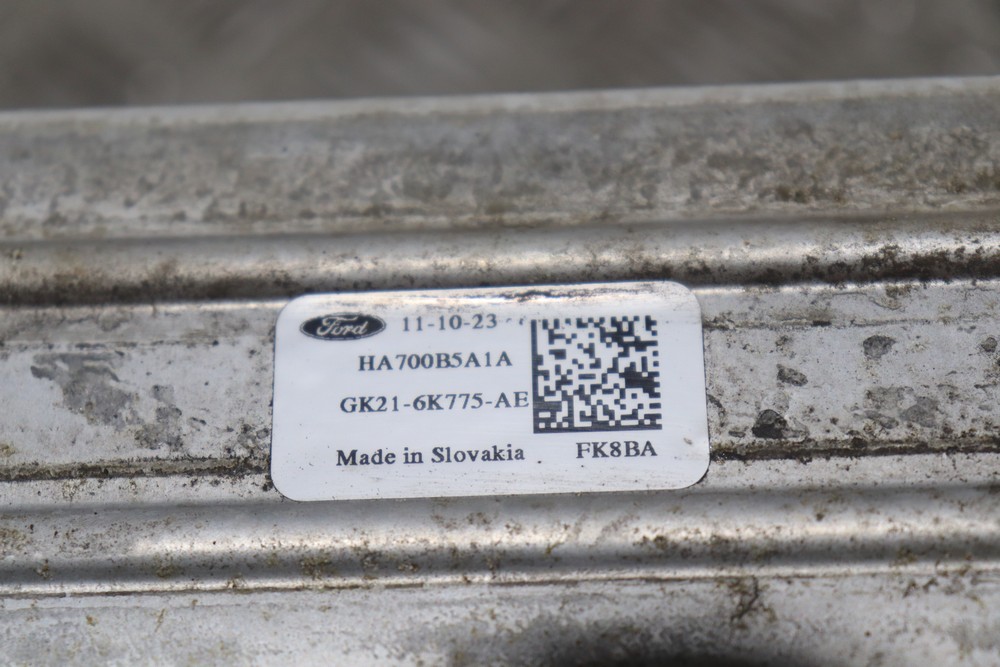 Ford 11-10-23
HA700B5A1A
GK21-6K775-AE
Made in Slovakia FK8BA